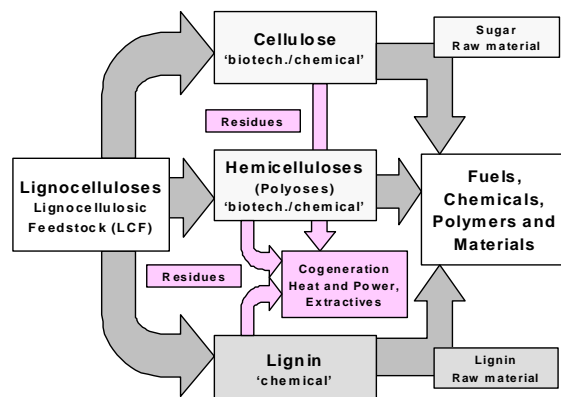 Cellulose
‘biotech./chemical’
Sugar
Raw material
Residues
Lignocelluloses
Lignocellulosic
Feedstock (LCF)
Hemicelluloses
(Polyoses)
‘biotech./chemical’
Fuels,
Chemicals,
Polymers and
Materials
Residues
Cogeneration
Heat and Power,
Extractives
Lignin
‘chemical’
Lignin
Raw material